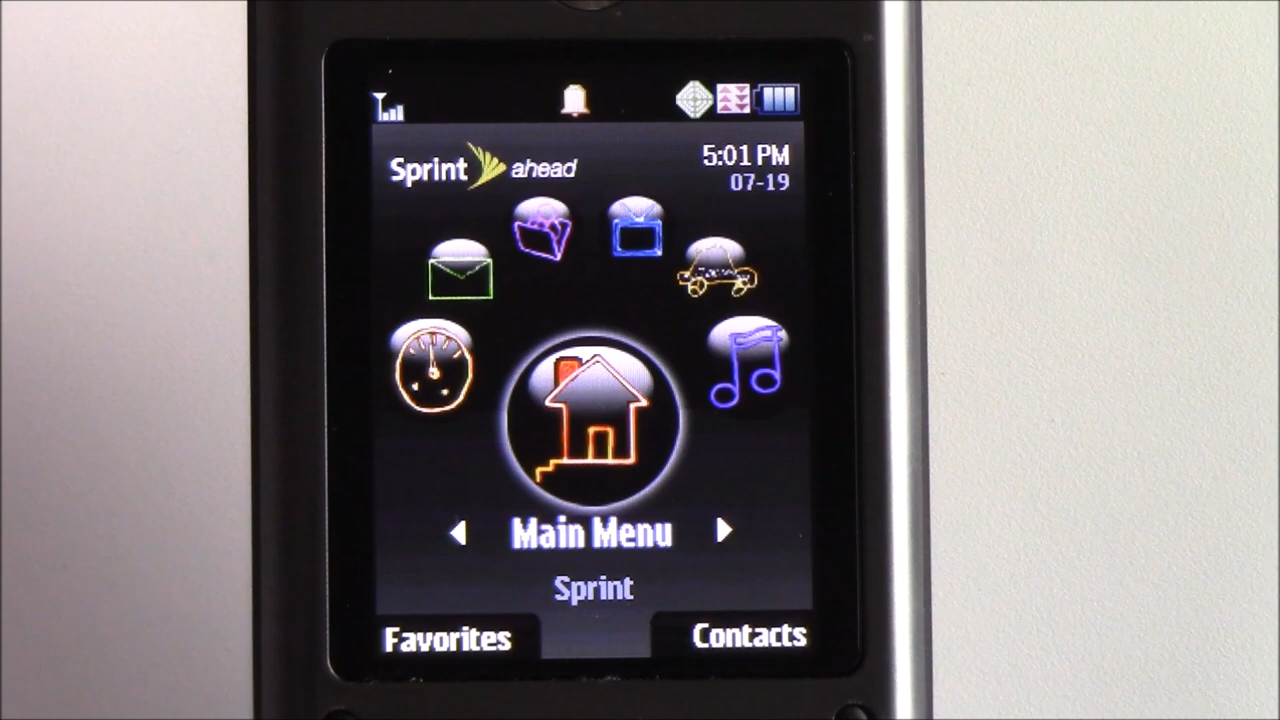 Sprint ahead
5:01 PM
07-19
Main Menu
Sprint
Favorites
Contacts